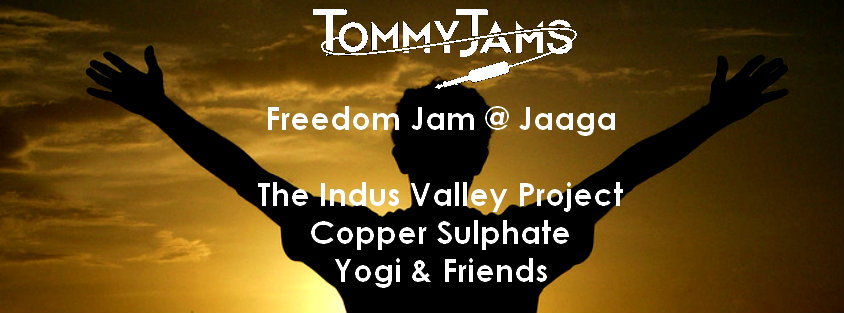 TOMMYJAMS
Freedom Jam @ Jaaga
The Indus Valley Project
Copper Sulphate
Yogi & Friends